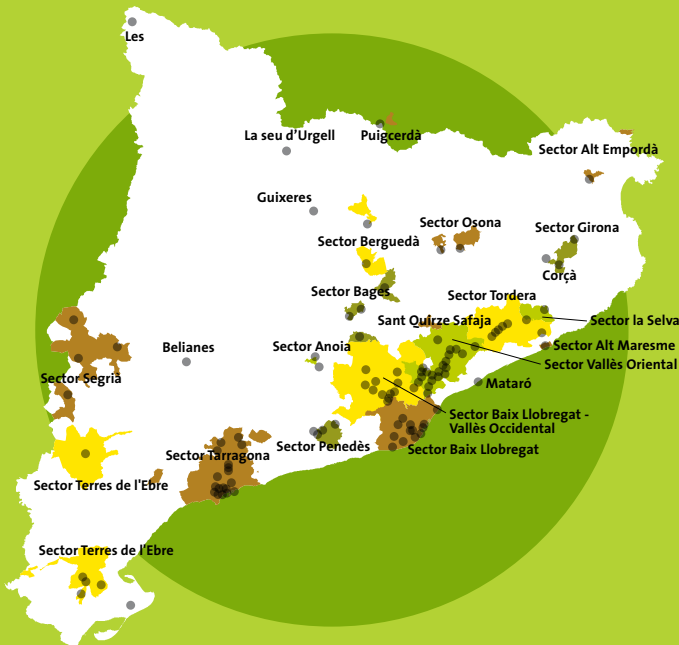 Les
La seu d'Urgell
Puigcerdà
Sector Alt Empordà
Guixeres
Sector Osona
Sector Girona
Sector Berguedà
Corçà
Sector Bages
Sector Tordera
Sant Quirze Safaja
Sector la Selva
Belianes
Sector Anoia
Sector Alt Maresme
Sector Vallès Oriental
Sector Segrià
Mataró
Sector Baix Llobregat -
Vallès Occidental
Sector Penedès
Sector Baix Llobregat
Sector Tarragona
Sector Terres de l'Ebre
Sector Terres de l'Ebre